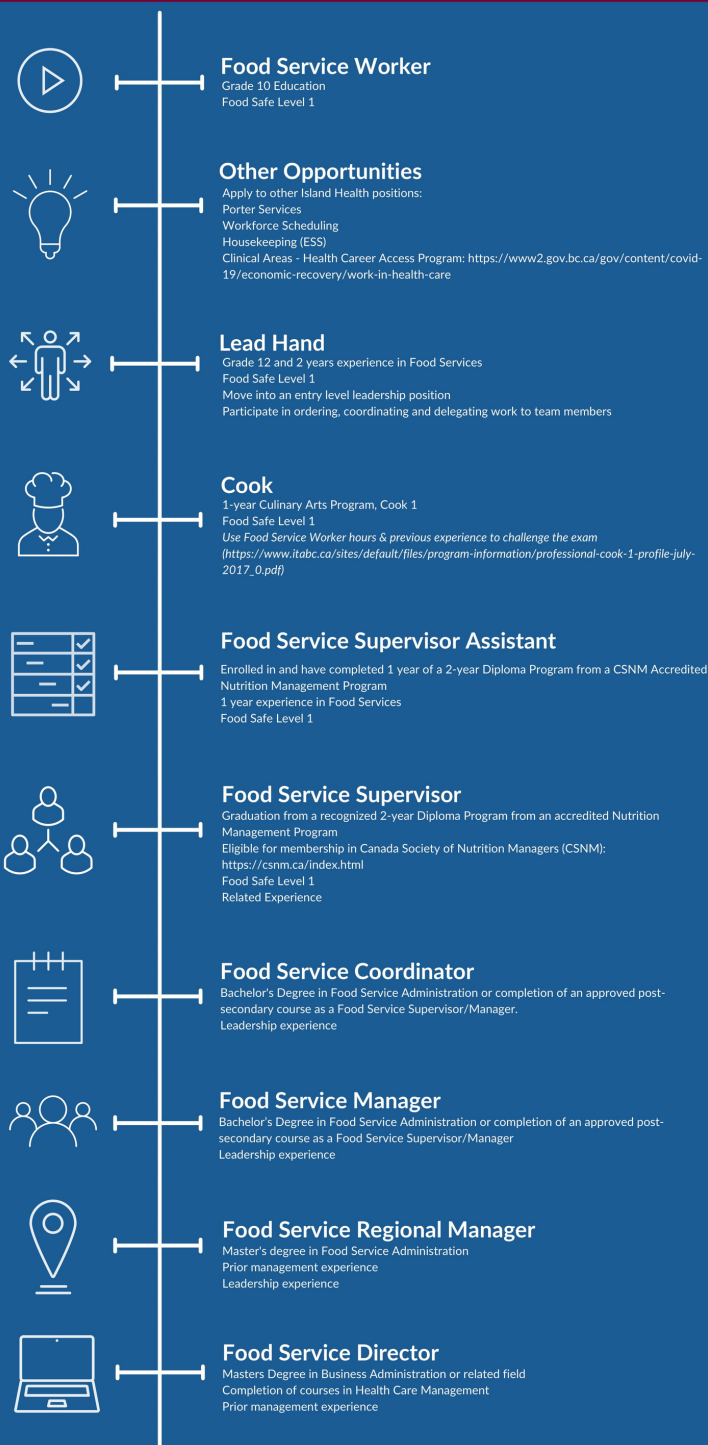 Food Service Worker
Grade 10 Education
Food Safe Level 1
Other Opportunities
Apply to other Island Health positions:
Porter Services
Workforce Scheduling
Housekeeping (ESS)
Clinical Areas - Health Career Access Program: https://www2.gov.bc.ca/gov/content/covid-
19/economic-recovery/work-in-health-care
Lead Hand
Grade 12 and 2 years experience in Food Services
Food Safe Level 1
Move into an entry level leadership position
Participate in ordering, coordinating and delegating work to team members
Cook
1-year Culinary Arts Program, Cook 1
Food Safe Level 1
Use Food Service Worker hours & previous experience to challenge the exam
(https://www.itabc.ca/sites/default/files/program-information/professional-cook-1-profile-july-
2017_0.pdf)
Food Service Supervisor Assistant
Enrolled in and have completed 1 year of a 2-year Diploma Program from a CSNM Accredited
Nutrition Management Program
1 year experience in Food Services
Food Safe Level 1
Food Service Supervisor
Graduation from a recognized 2-year Diploma Program from an accredited Nutrition
Management Program
Eligible for membership in Canada Society of Nutrition Managers (CSNM):
https://csnm.ca/index.html
Food Safe Level 1
Related Experience
Food Service Coordinator
Bachelor's Degree in Food Service Administration or completion of an approved post-
secondary course as a Food Service Supervisor/Manager.
Leadership experience
Food Service Manager
Bachelor's Degree in Food Service Administration or completion of an approved post-
secondary course as a Food Service Supervisor/Manager
Leadership experience
Food Service Regional Manager
Master's degree in Food Service Administration
Prior management experience
Leadership experience
Food Service Director
Masters Degree in Business Administration or related field
Completion of courses in Health Care Management
Prior management experience